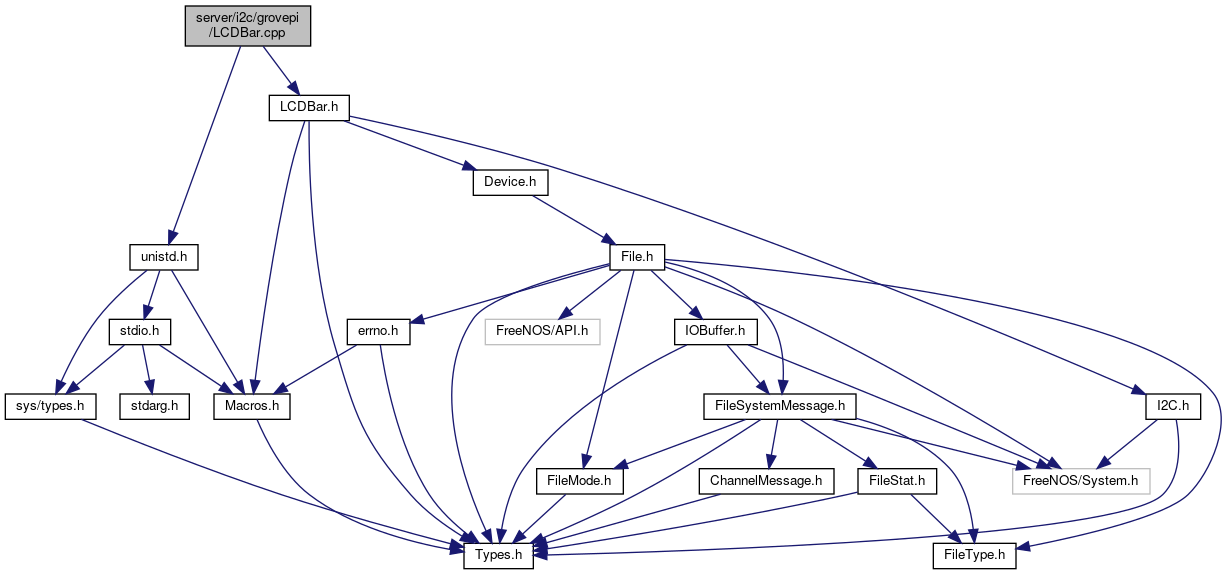 server/i2c/grovepi
/LCDBar.cpp
LCDBar.h
Device.h
unistd.h
File.h
stdio.h
errno.h
FreeNOS/API.h
IOBuffer.h
sys/types.h
stdarg.h
Macros.h
FileSystemMessage.h
I2C.h
FileMode.h
ChannelMessage.h
FileStat.h
FreeNOS/System.h
Types.h
FileType.h